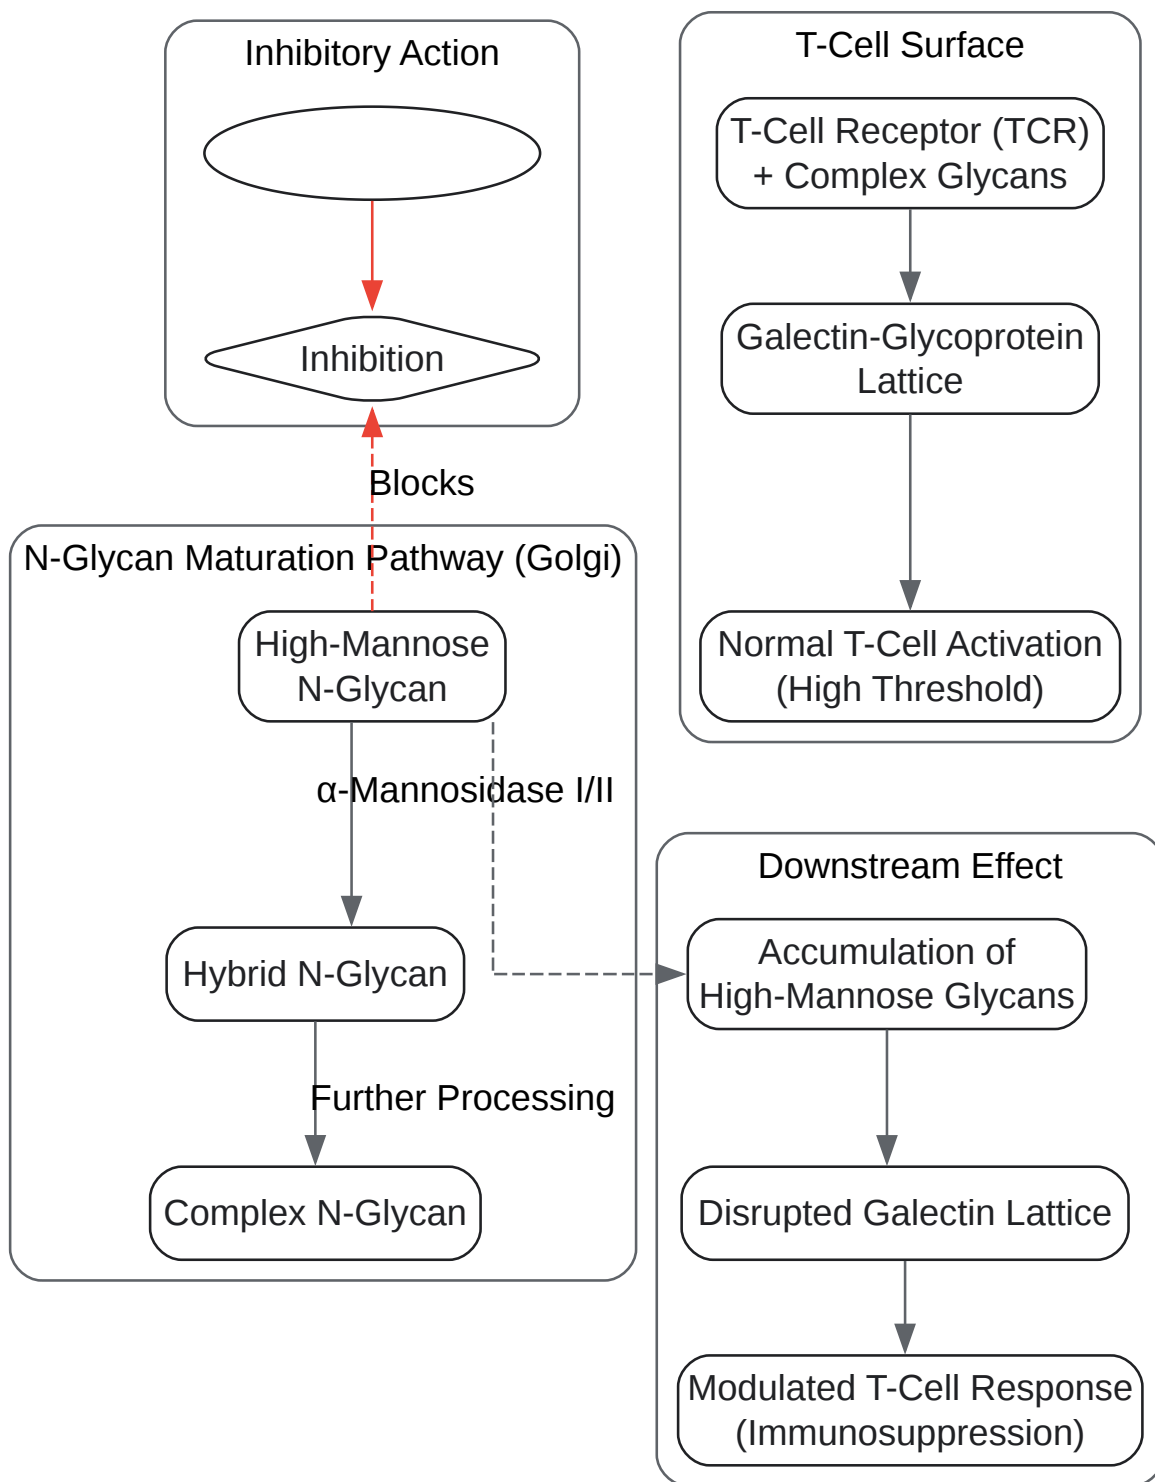 Inhibitory Action
Inhibition
Blocks
N-Glycan Maturation Pathway (Golgi)
High-Mannose
N-Glycan
α-Mannosidase I/II
Hybrid N-Glycan
Further Processing
Complex N-Glycan
T-Cell Surface
T-Cell Receptor (TCR)
+ Complex Glycans
Galectin-Glycoprotein
Lattice
Normal T-Cell Activation
(High Threshold)
Downstream Effect
Accumulation of
High-Mannose Glycans
Disrupted Galectin Lattice
Modulated T-Cell Response
(Immunosuppression)